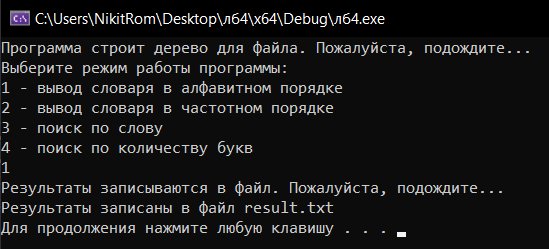 C:\Users\NikitRom\Desktop\л64\x64\Debug\л64.exe
Программа строит дерево для файла. Пожалуйста, подождите...
Выберите режим работы программы:
1 - вывод словаря в алфавитном порядке
2 - вывод словаря в частотном порядке
3 - поиск по слову
4 - поиск по количеству букв
1
Результаты записываются в файл. Пожалуйста, подождите...
Результаты записаны в файл result.txt
Для продолжения нажмите любую клавишу . . .